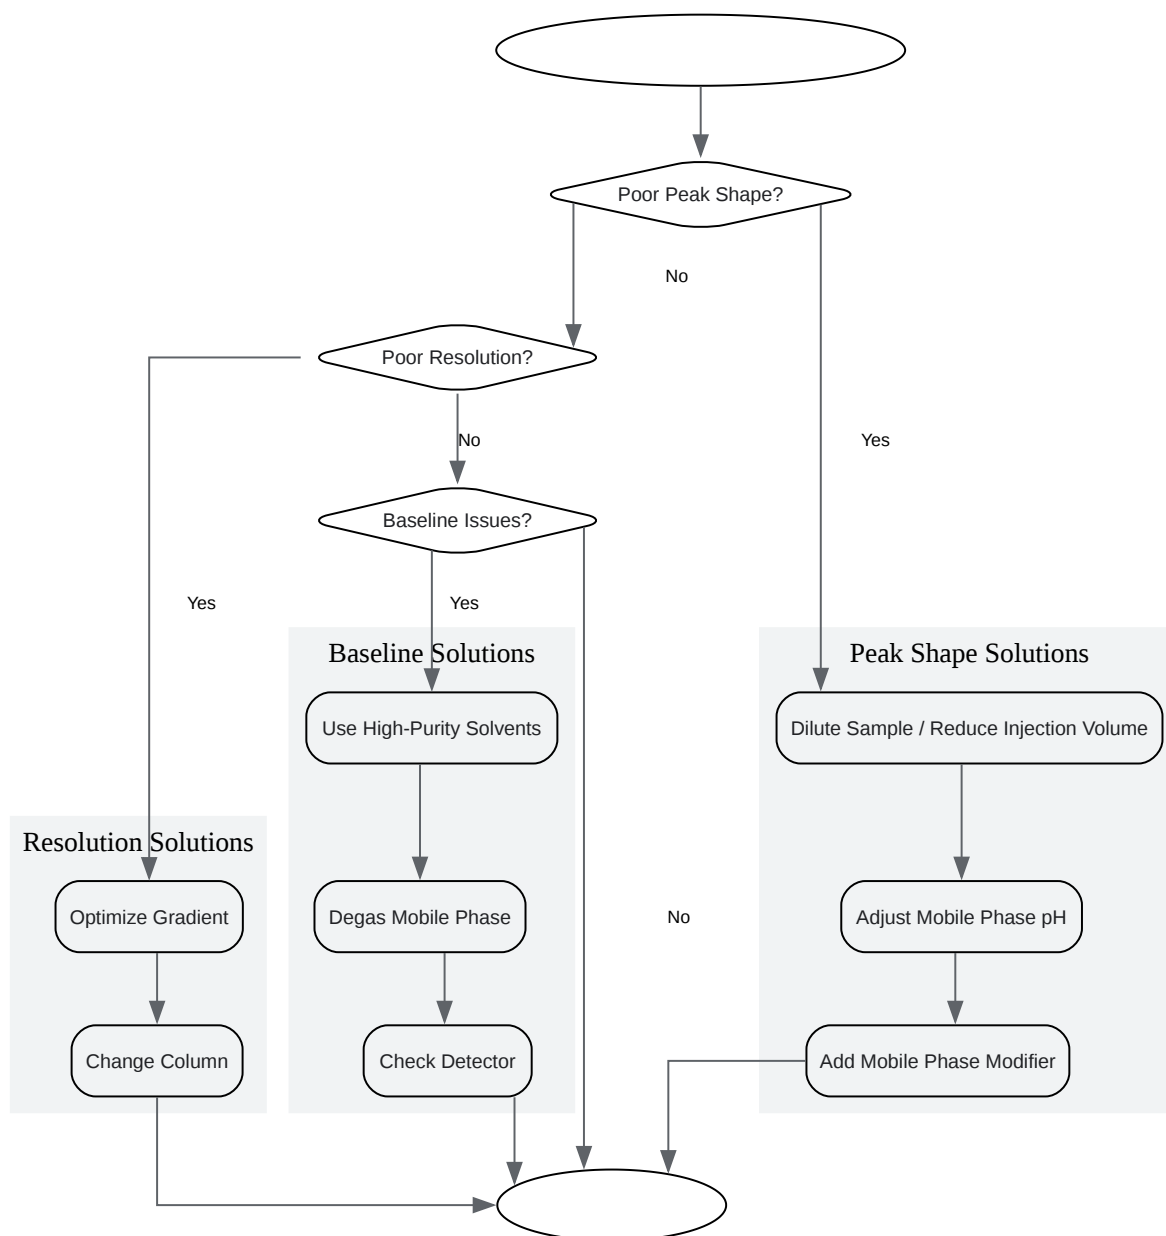 Poor Peak Shape?
No
Poor Resolution?
No
Yes
Baseline Issues?
Yes
Yes
Baseline Solutions
Peak Shape Solutions
Use High-Purity Solvents
Dilute Sample / Reduce Injection Volume
Resolution Solutions
Optimize Gradient
Degas Mobile Phase
No
Adjust Mobile Phase pH
Change Column
Check Detector
Add Mobile Phase Modifier